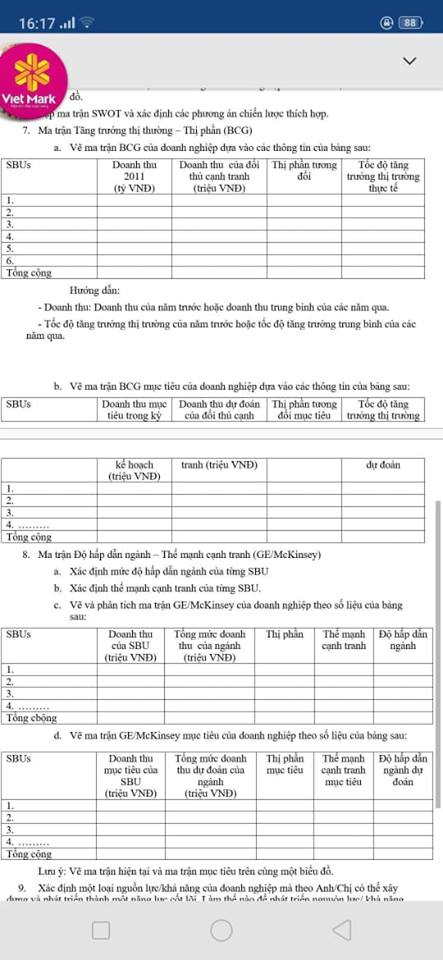 16:17
88
Viet Mark
đồ.
ma trận SWOT và xác định các phương án chiến lược thích hợp.
7. Ma trận Tăng trưởng thị thường – Thị phần (BCG)
a. Vẽ ma trận BCG của doanh nghiệp dựa vào các thông tin của bảng sau:
SBUs Doanh thu Doanh thu của đối Thị phần tương Tốc độ tăng
2011 thủ cạnh tranh đối trưởng thị trường
(tỷ VNĐ) (triệu VNĐ) thực tế
1.
2.
3.
4.
5.
6.
Tổng cộng
Hướng dẫn:
- Doanh thu: Doanh thu của năm trước hoặc doanh thu trung bình của các năm qua.
- Tốc độ tăng trưởng thị trường của năm trước hoặc tốc độ tăng trưởng trung bình của các
năm qua.
b. Vẽ ma trận BCG mục tiêu của doanh nghiệp dựa vào các thông tin của bảng sau:
SBUs Doanh thu mục Doanh thu dự đoán Thị phần tương Tốc độ tăng
tiêu trong kỳ của đối thủ cạnh đối mục tiêu trưởng thị trường
kế hoạch tranh (triệu VNĐ) dự đoán
(triệu VNĐ)
1.
2.
3.
4. ………
Tổng cộng
8. Ma trận Độ hấp dẫn ngành – Thế mạnh cạnh tranh (GE/McKinsey)
a. Xác định mức độ hấp dẫn ngành của từng SBU
b. Xác định thế mạnh cạnh tranh của từng SBU.
c. Vẽ và phân tích ma trận GE/McKinsey của doanh nghiệp theo số liệu của bảng
sau:
SBUs Doanh thu Tổng mức doanh Thị phần Thế mạnh Độ hấp dẫn
của SBU thu của ngành cạnh tranh ngành
(triệu VNĐ) (triệu VNĐ)
1.
2.
3.
4. ………
Tổng cbộng
d. Vẽ ma trận GE/McKinsey mục tiêu của doanh nghiệp theo số liệu của bảng sau:
SBUs Doanh thu Tổng mức doanh Thị phần Thế mạnh Độ hấp dẫn
mục tiêu của thu dự đoán của mục tiêu cạnh tranh ngành dự
SBU ngành mục tiêu đoán
(triệu VNĐ) (triệu VNĐ)
1.
2.
3.
4. ………
Tổng cộng
Lưu ý: Vẽ ma trận hiện tại và ma trận mục tiêu trên cùng một biểu đồ.
9. Xác định một loại nguồn lực/khả năng của doanh nghiệp mà theo Anh/Chị có thể xây
dựng và phát triển thành một năng lực cốt lõi. Làm thế nào để phát triển nguồn lực/ khả năng